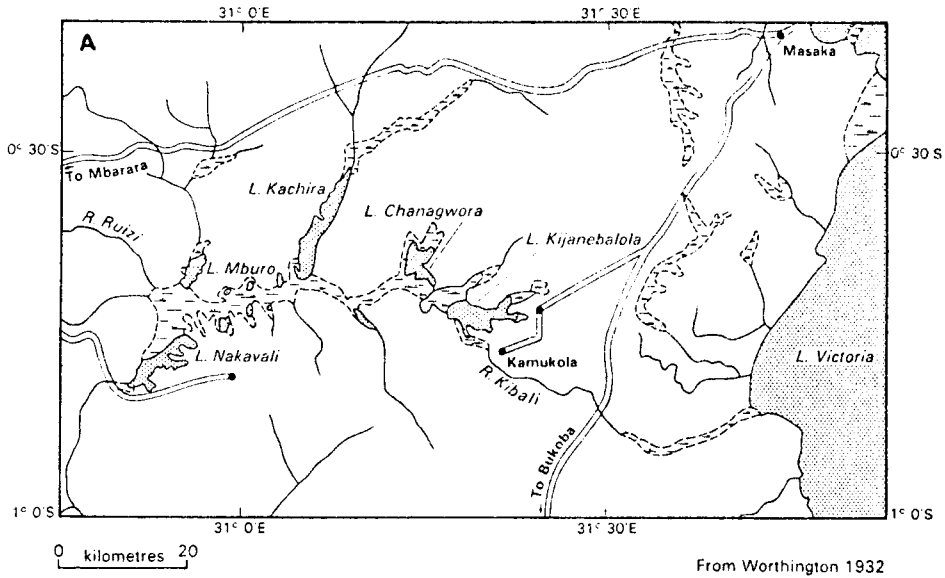 A
31° 0'E
31° 30'E
Masaka
0° 30'S
0° 30'S
To Mbarara
L. Kachira
R. Ruizi
L. Chanagwora
L. Kijanebalola
L. Mburo
L. Nakavali
Kamukola
L. Victoria
R. Kibali
To Bukoba
1° 0'S
1° 0'S
31° 0'E
31° 30'E
0 kilometres 20
From Worthington 1932